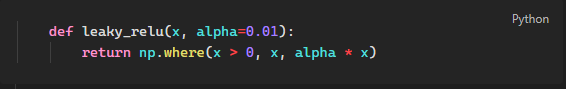 Python
def leaky_relu(x, alpha=0.01):
    return np.where(x > 0, x, alpha * x)